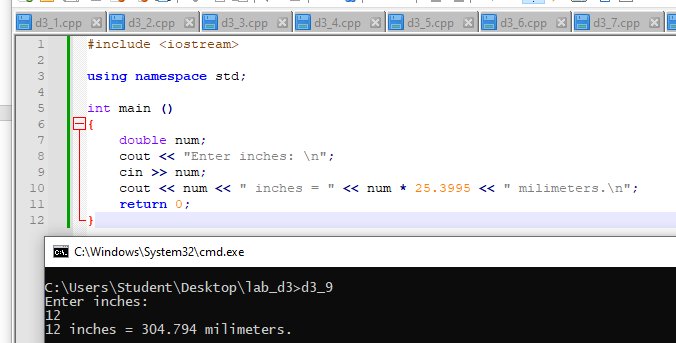 d3_1.cpp d3_2.cpp d3_3.cpp d3_4.cpp d3_5.cpp d3_6.cpp d3_7.cpp
1 #include <iostream>
2
3 using namespace std;
4
5 int main ()
6 {
7 double num;
8 cout << "Enter inches: \n";
9 cin >> num;
10 cout << num << " inches = " << num * 25.3995 << " milimeters.\n";
11 return 0;
12 }
C:\Windows\System32\cmd.exe
C:\Users\Student\Desktop\lab_d3>d3_9
Enter inches:
12
12 inches = 304.794 milimeters.